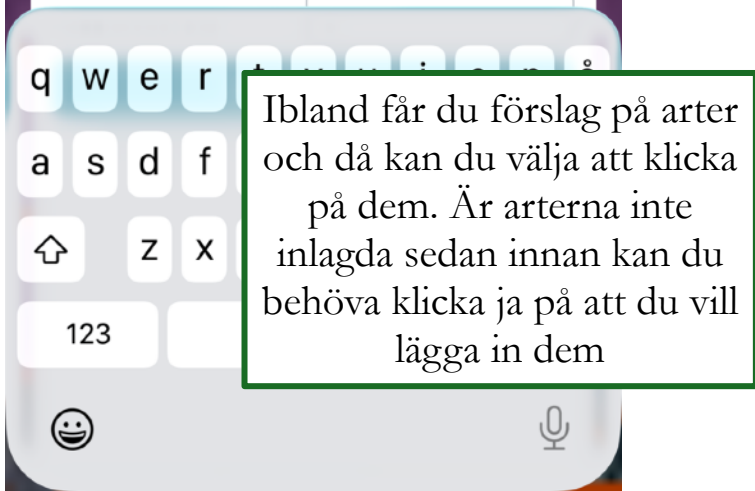 q w e r
a s d f
z x
123
Ibland får du förslag på arter
och då kan du välja att klicka
på dem. Är arterna inte
inlagda sedan innan kan du
behöva klicka ja på att du vill
lägga in dem